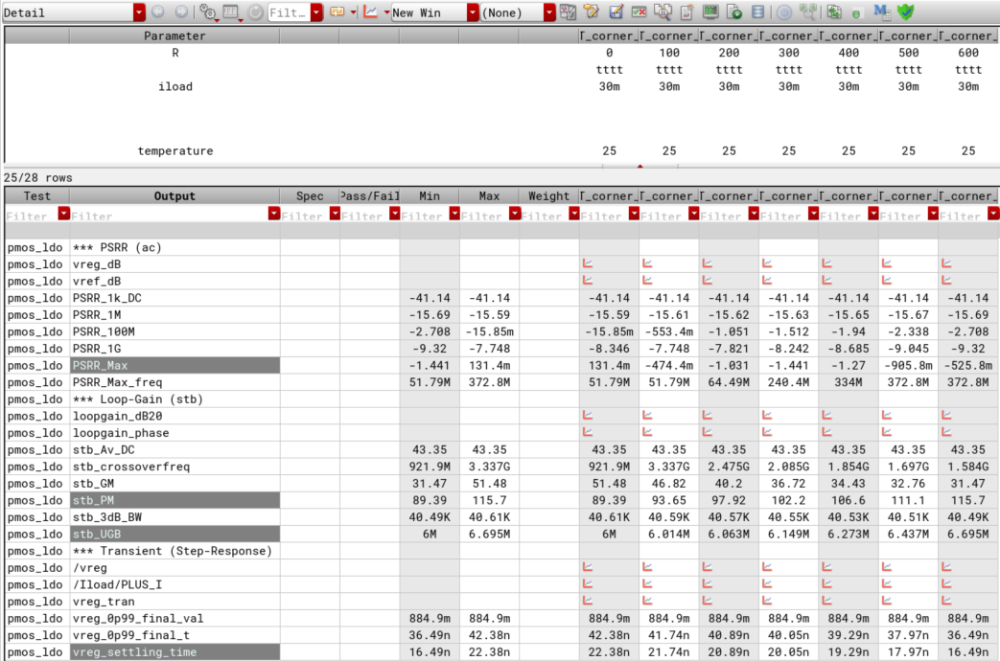 Detail Filt… New Win (None)
Parameter T_corner_ T_corner_ T_corner_ T_corner_ T_corner_ T_corner_ T_corner_
R 0 100 200 300 400 500 600
tttt tttt tttt tttt tttt tttt tttt
iload 30m 30m 30m 30m 30m 30m 30m
temperature 25 25 25 25 25 25 25
25/28 rows
Test Output Spec Pass/Fail Min Max Weight T_corner_ T_corner_ T_corner_ T_corner_ T_corner_ T_corner_ T_corner_
Filter Filter Filter Filter Filter Filter Filter Filter Filter Filter Filter Filter Filter Filter
pmos_ldo *** PSRR (ac)
pmos_ldo vreg_dB
pmos_ldo vref_dB
pmos_ldo PSRR_1k_DC -41.14 -41.14 -41.14 -41.14 -41.14 -41.14 -41.14 -41.14 -41.14
pmos_ldo PSRR_1M -15.69 -15.59 -15.59 -15.61 -15.62 -15.63 -15.65 -15.67 -15.69
pmos_ldo PSRR_100M -2.708 -15.85m -15.85m -553.4m -1.051 -1.512 -1.94 -2.338 -2.708
pmos_ldo PSRR_1G -9.32 -7.748 -8.346 -7.748 -7.821 -8.242 -8.685 -9.045 -9.32
pmos_ldo PSRR_Max -1.441 131.4m 131.4m -474.4m -1.031 -1.441 -1.27 -905.8m -525.8m
pmos_ldo PSRR_Max_freq 51.79M 372.8M 51.79M 51.79M 64.49M 240.4M 334M 372.8M 372.8M
pmos_ldo *** Loop-Gain (stb)
pmos_ldo loopgain_dB20
pmos_ldo loopgain_phase
pmos_ldo stb_Av_DC 43.35 43.35 43.35 43.35 43.35 43.35 43.35 43.35 43.35
pmos_ldo stb_crossoverfreq 921.9M 3.337G 921.9M 3.337G 2.475G 2.085G 1.854G 1.697G 1.584G
pmos_ldo stb_GM 31.47 51.48 51.48 46.82 40.2 36.72 34.43 32.76 31.47
pmos_ldo stb_PM 89.39 115.7 89.39 93.65 97.92 102.2 106.6 111.1 115.7
pmos_ldo stb_3dB_BW 40.49K 40.61K 40.61K 40.59K 40.57K 40.55K 40.53K 40.51K 40.49K
pmos_ldo stb_UGB 6M 6.695M 6M 6.014M 6.063M 6.149M 6.273M 6.437M 6.695M
pmos_ldo *** Transient (Step-Response)
pmos_ldo /vreg
pmos_ldo /Iload/PLUS_I
pmos_ldo vreg_tran
pmos_ldo vreg_0p99_final_val 884.9m 884.9m 884.9m 884.9m 884.9m 884.9m 884.9m 884.9m 884.9m
pmos_ldo vreg_0p99_final_t 36.49n 42.38n 42.38n 41.74n 40.89n 40.05n 39.29n 37.97n 36.49n
pmos_ldo vreg_settling_time 16.49n 22.38n 22.38n 21.74n 20.89n 20.05n 19.29n 17.97n 16.49n